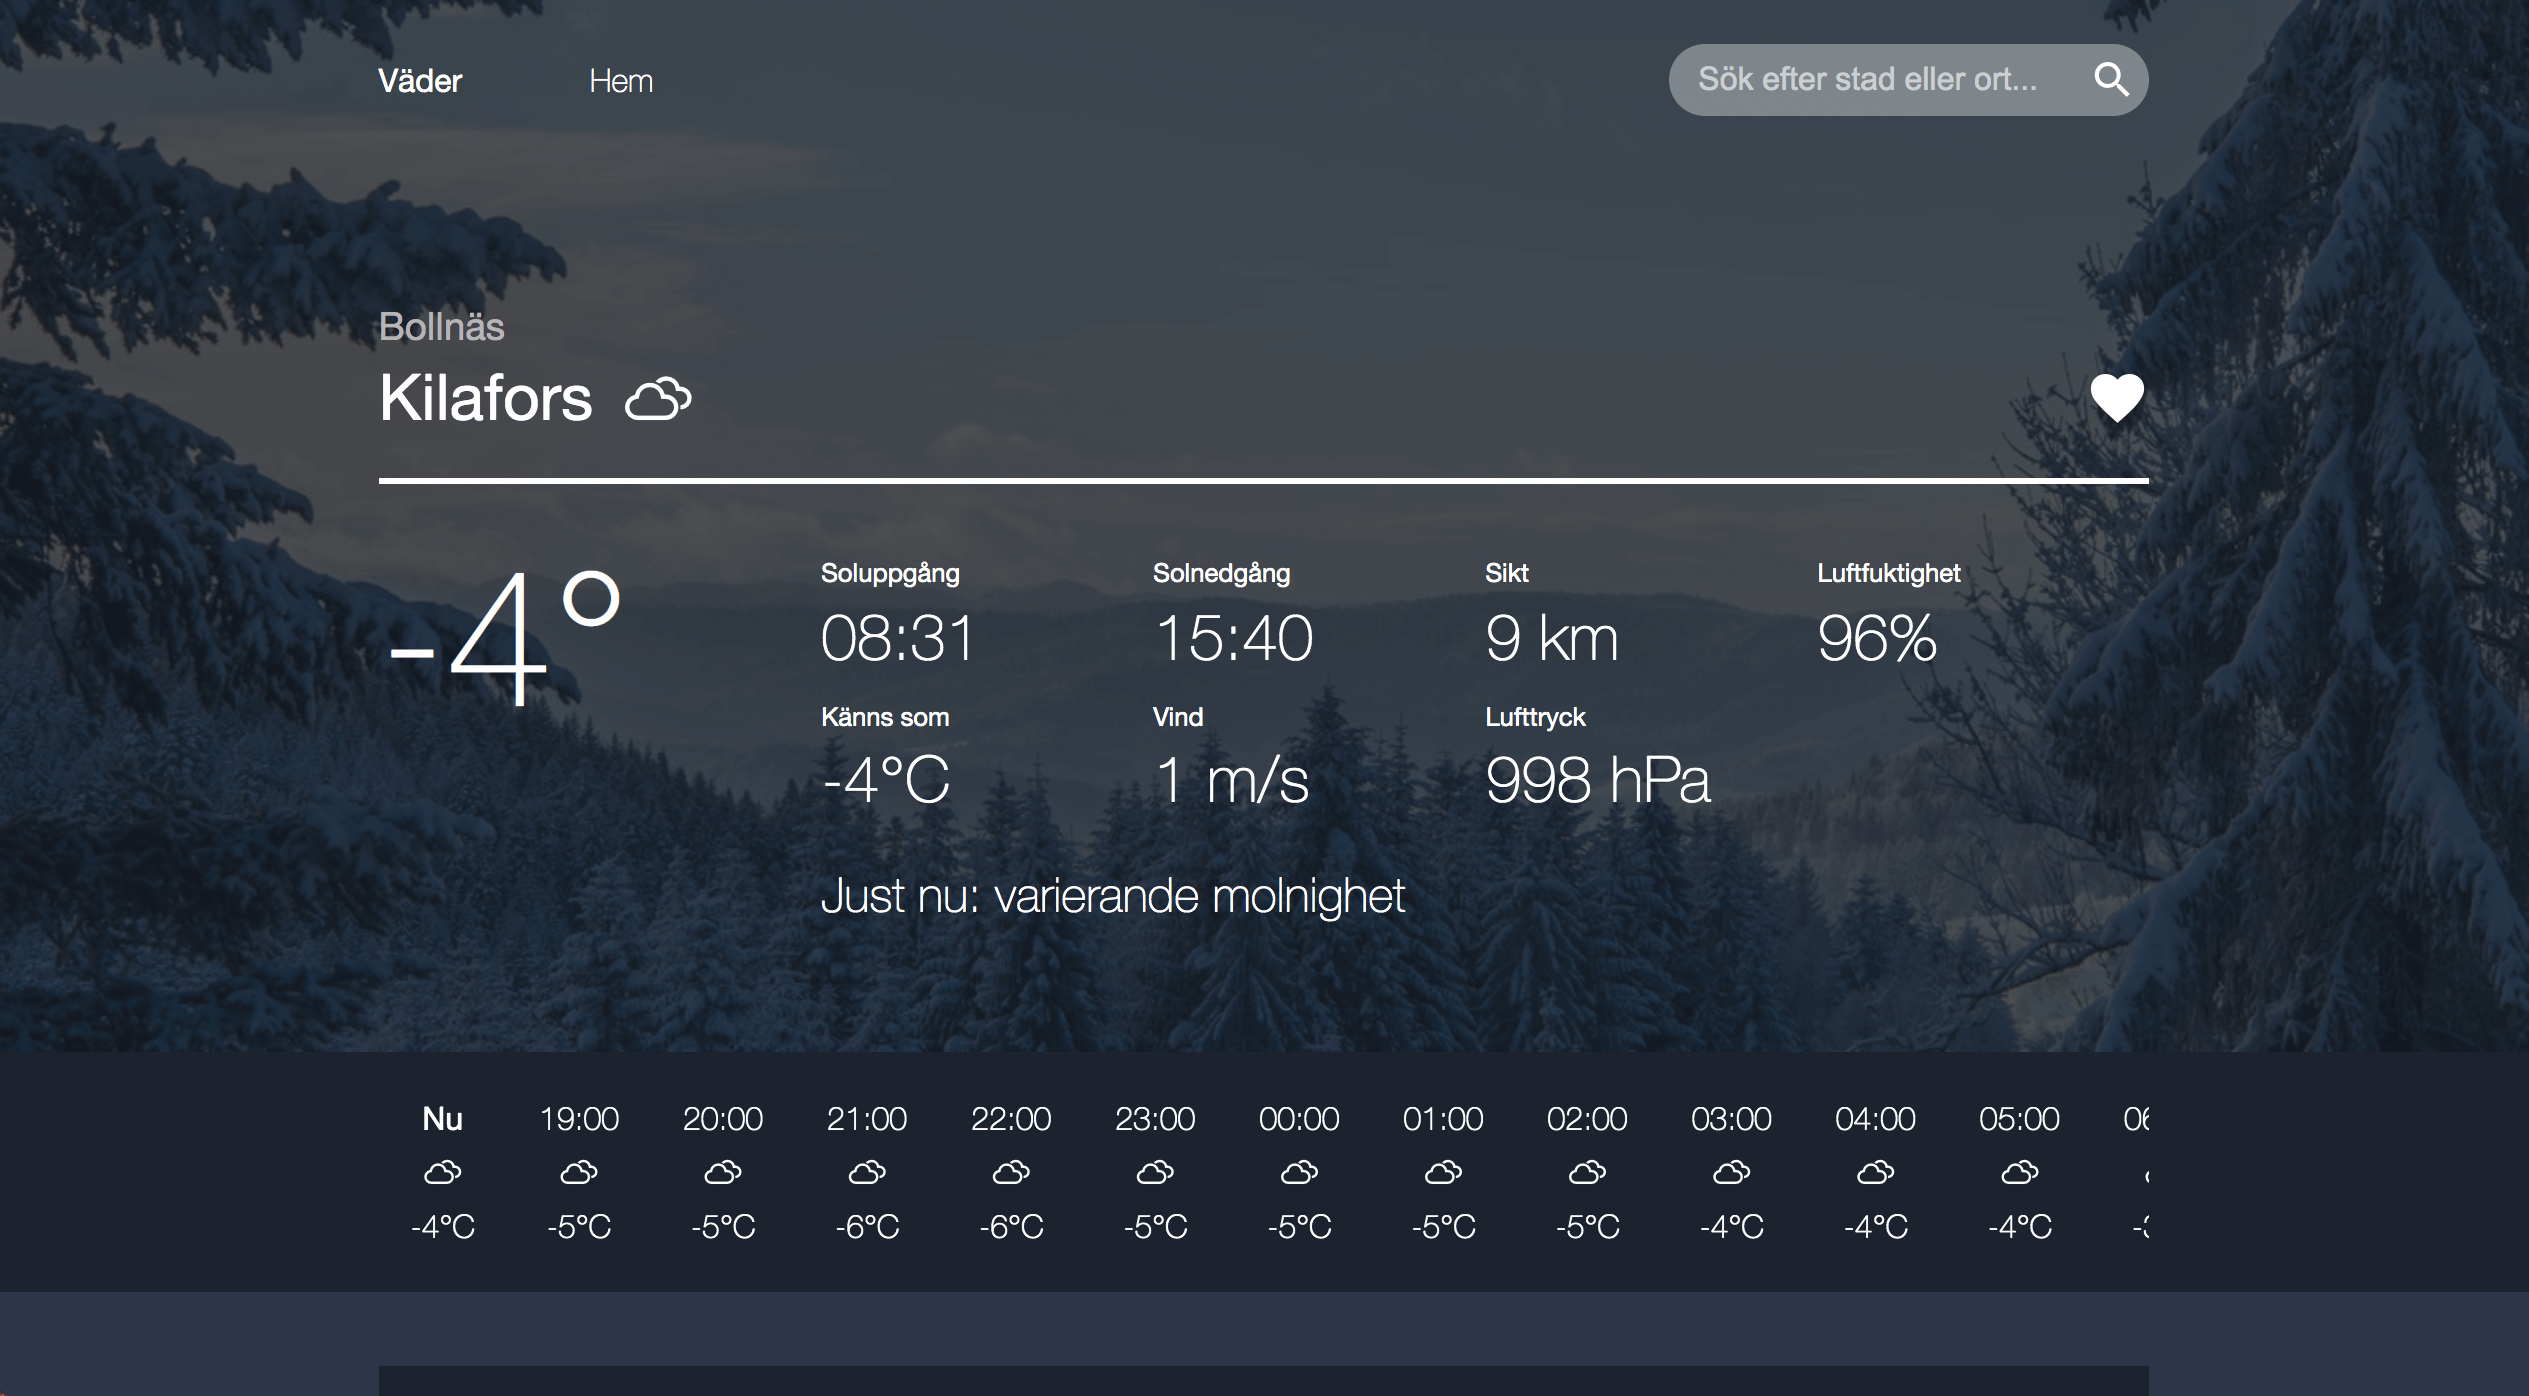 Väder Hem Sök efter stad eller ort...
Bollnäs
Kilafors
-4°
Soluppgång Solnedgång Sikt Luftfuktighet
08:31 15:40 9 km 96%
Känns som Vind Lufttryck
-4°C 1 m/s 998 hPa
Just nu: varierande molnighet
Nu 19:00 20:00 21:00 22:00 23:00 00:00 01:00 02:00 03:00 04:00 05:00
-4°C -5°C -5°C -6°C -6°C -5°C -5°C -5°C -5°C -4°C -4°C -4°C